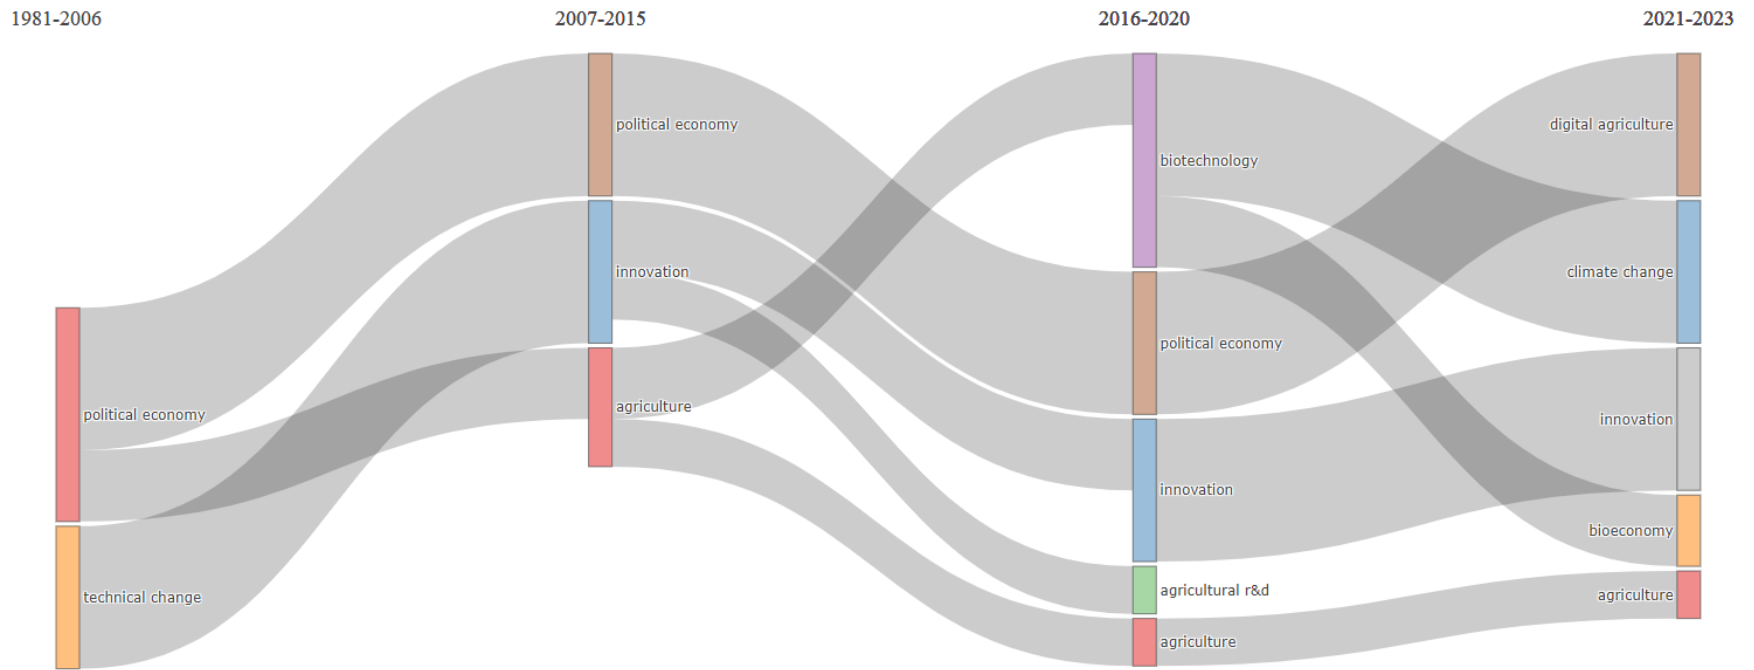 1981-2006
2007-2015
2016-2020
2021-2023
political economy
technical change
political economy
innovation
agriculture
biotechnology
political economy
innovation
agricultural r&d
agriculture
digital agriculture
climate change
innovation
bioeconomy
agriculture